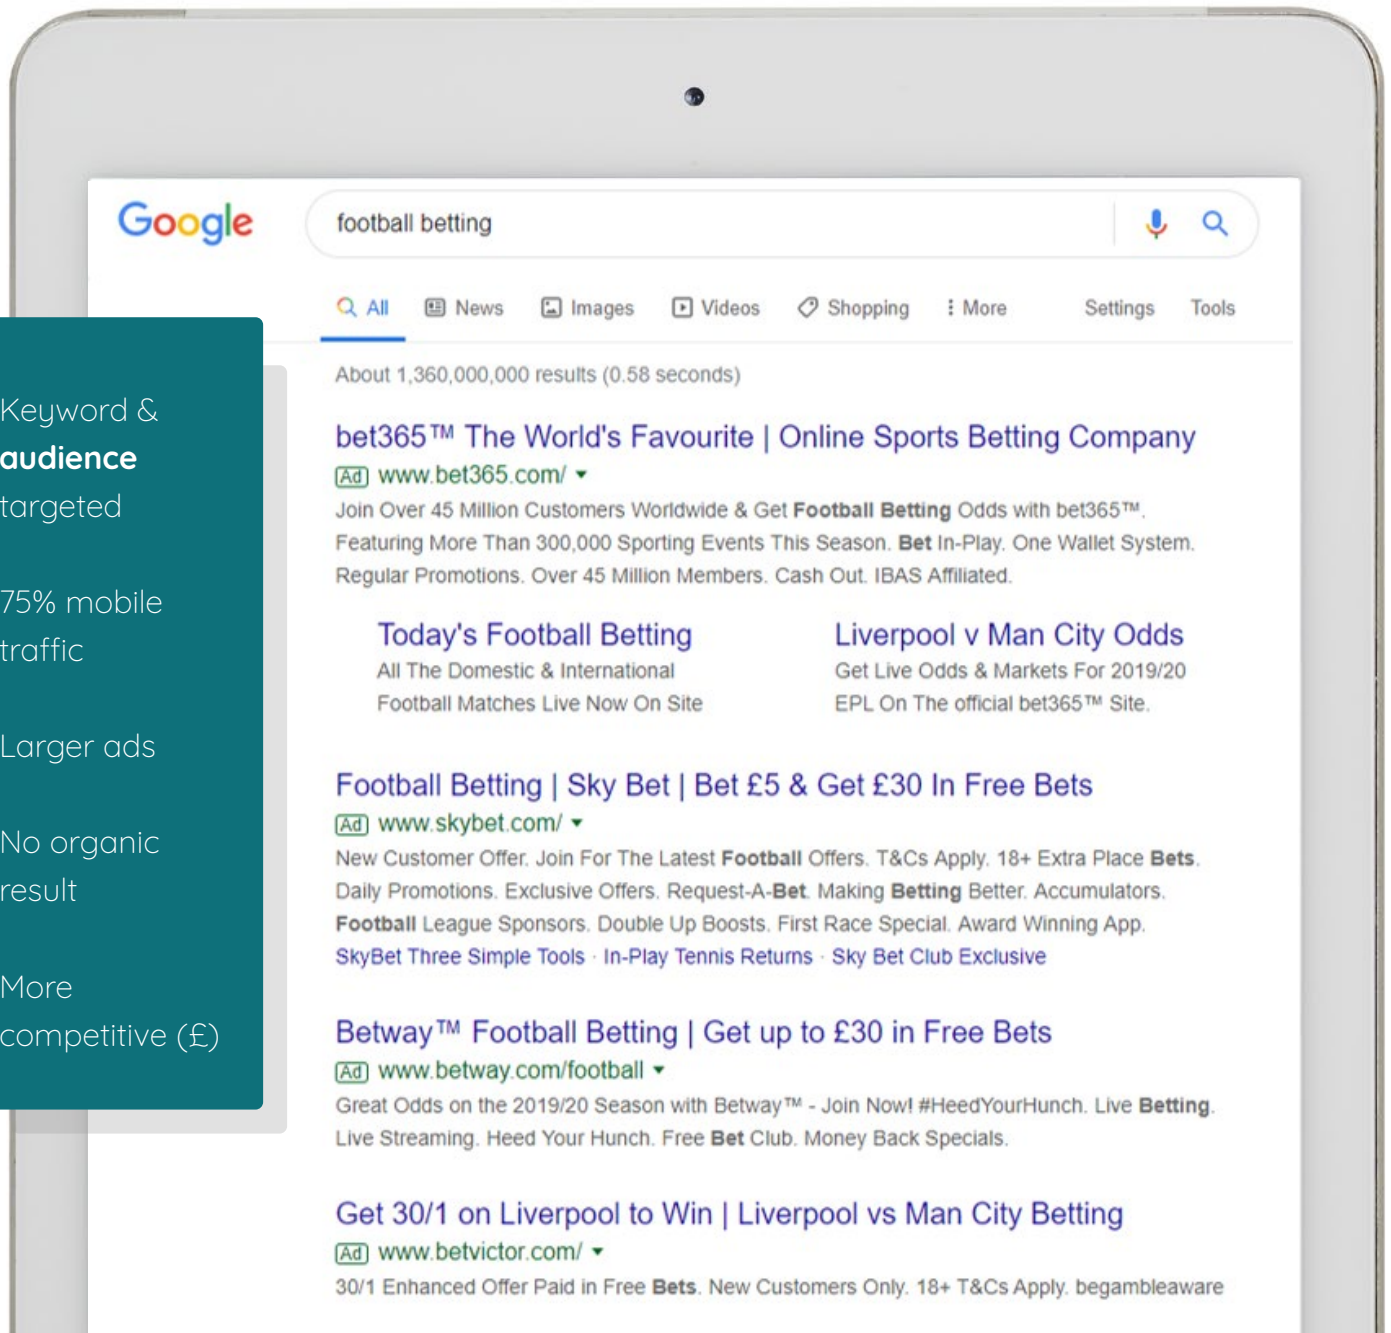 Google
football betting
All News Images Videos Shopping More Settings Tools
About 1,360,000,000 results (0.58 seconds)
bet365™ The World's Favourite | Online Sports Betting Company
Ad www.bet365.com/
Join Over 45 Million Customers Worldwide & Get Football Betting Odds with bet365™.
Featuring More Than 300,000 Sporting Events This Season. Bet In-Play. One Wallet System.
Regular Promotions. Over 45 Million Members. Cash Out. IBAS Affiliated.
Today's Football Betting
All The Domestic & International
Football Matches Live Now On Site
Liverpool v Man City Odds
Get Live Odds & Markets For 2019/20
EPL On The official bet365™ Site.
Football Betting | Sky Bet | Bet £5 & Get £30 In Free Bets
Ad www.skybet.com/
New Customer Offer. Join For The Latest Football Offers. T&Cs Apply. 18+ Extra Place Bets.
Daily Promotions. Exclusive Offers. Request-A-Bet. Making Betting Better. Accumulators.
Football League Sponsors. Double Up Boosts. First Race Special. Award Winning App.
SkyBet Three Simple Tools · In-Play Tennis Returns · Sky Bet Club Exclusive
Betway™ Football Betting | Get up to £30 in Free Bets
Ad www.betway.com/football
Great Odds on the 2019/20 Season with Betway™ - Join Now! #HeedYourHunch. Live Betting.
Live Streaming. Heed Your Hunch. Free Bet Club. Money Back Specials.
Get 30/1 on Liverpool to Win | Liverpool vs Man City Betting
Ad www.betvictor.com/
30/1 Enhanced Offer Paid in Free Bets. New Customers Only. 18+ T&Cs Apply. begambleaware
Keyword &
audience
targeted
75% mobile
traffic
Larger ads
No organic
result
More
competitive (£)